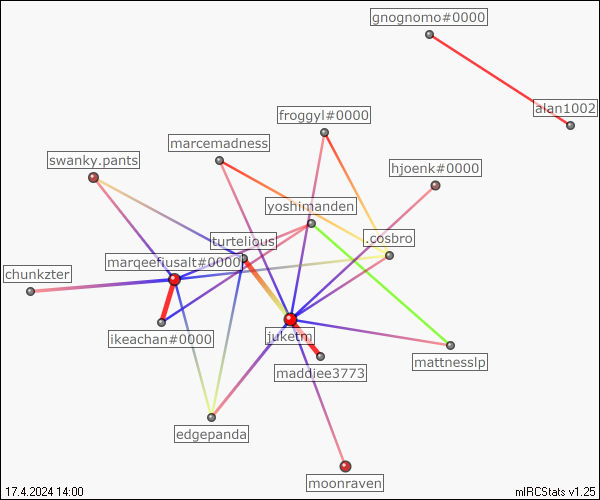 gnognomo#0000
alan1002
froggyl#0000
marcemadness
swanky.pants
hjoenk#0000
yoshmanden
turtelious
.cosbro
marqeefiusalt#0000
chunkzter
ikeachan#0000
juketm
mattnesslp
maddiee3773
edgepanda
moonraven
17.4.2024 14:00
mIRCStats v1.25